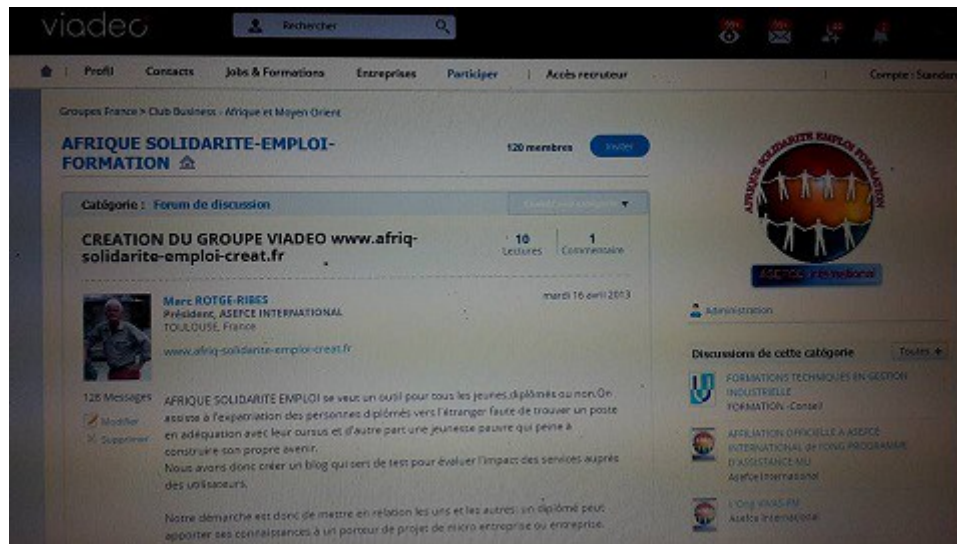 viadeo
Rechercher
Profil Contacts Jobs & Formations Entreprises Participer | Accès recruteur
Compte : Standard
Groupes France > Club Business - Afrique et Moyen Orient
AFRIQUE SOLIDARITE-EMPLOI-
FORMATION
120 membres
Inviter
Catégorie : Forum de discussion
CREATION DU GROUPE VIADEO www.afriq-
solidarite-emploi-creat.fr
10 1
Lectures Commentaire
Marc ROTGE-RIBES
Président, ASEFCE INTERNATIONAL
TOULOUSE, France
www.afriq-solidarite-emploi-creat.fr
mardi 16 avril 2013
128 Messages
Modifier
Supprimer
AFRIQUE SOLIDARITE EMPLOI se veut un outil pour tous les jeunes,diplômés ou non.On
assiste à l'expatriation des personnes diplômés vers l'étranger faute de trouver un poste
en adéquation avec leur cursus et d'autre part une jeunesse pauvre qui peine à
construire son propre avenir.
Nous avons donc créer un blog qui sert de test pour évaluer l'impact des services auprès
des utilisateurs.
Notre démarche est donc de mettre en relation les uns et les autres: un diplômé peut
apporter ses connaissances à un porteur de projet de micro entreprise ou entreprise.
AFRIQUE SOLIDARITE EMPLOI FORMATION
ASEFCE International
Administration
Discussions de cette catégorie
Toutes
FORMATIONS TECHNIQUES EN GESTION
INDUSTRIELLE
FORMATION -Conseil
AFFILIATION OFFICIELLE A ASEFCE
INTERNATIONAL de l'ONG PROGRAMME
D'ASSISTANCE MU
Asefce International
Asefce International